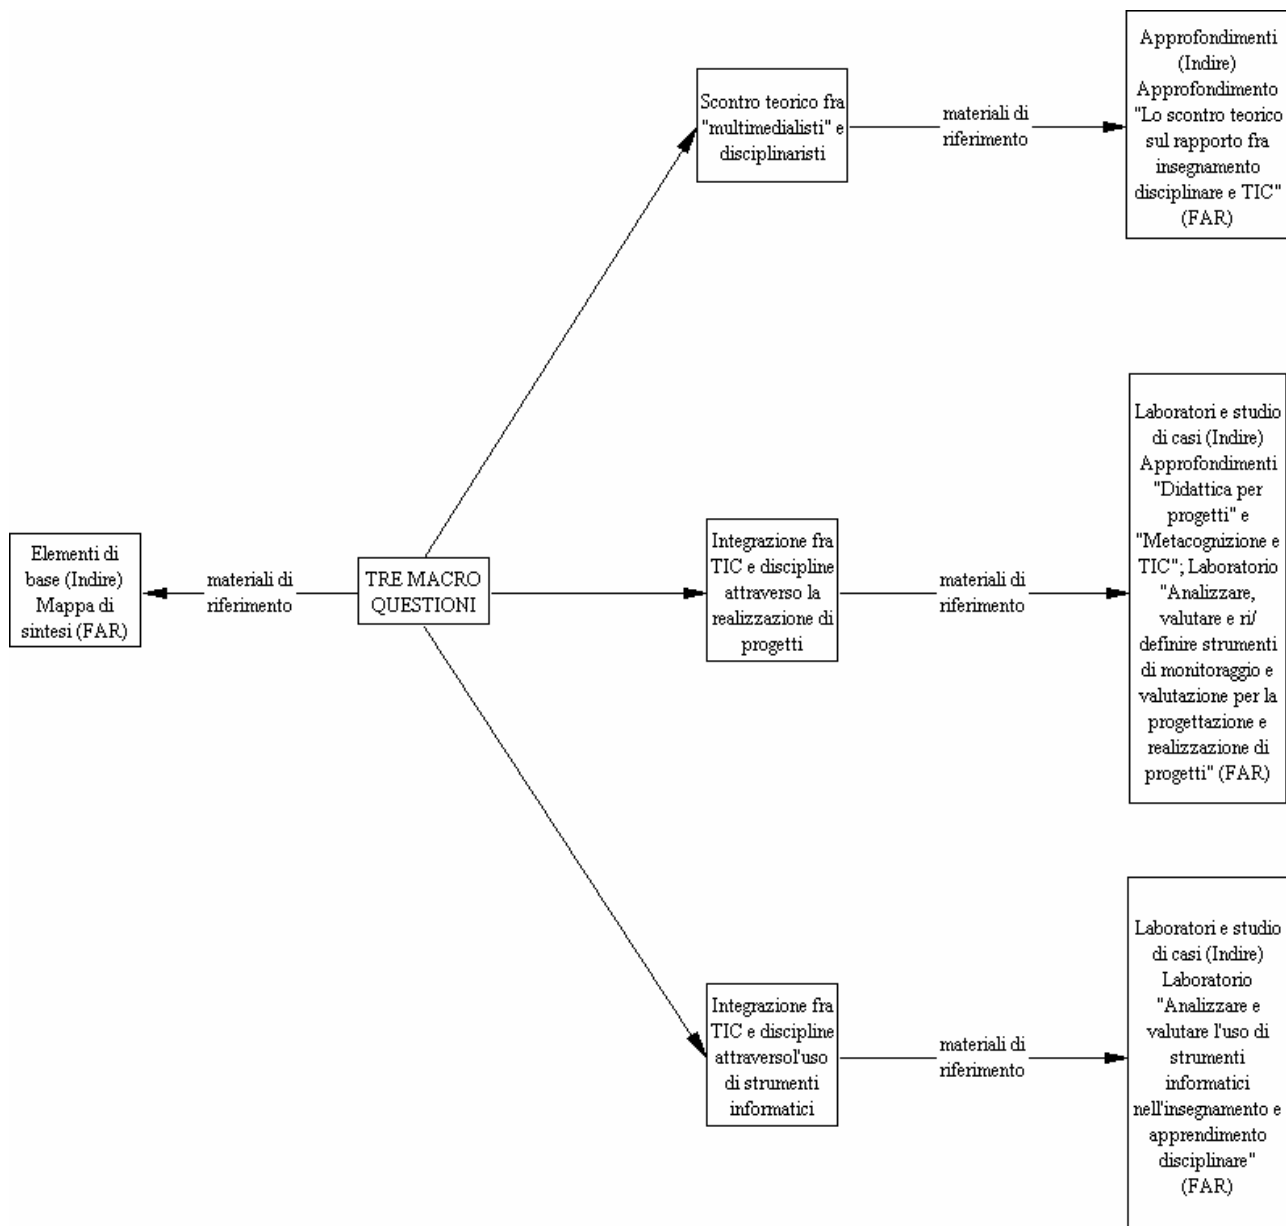 Approfondimenti
(Indire)
Approfondimento
"Lo scontro teorico
sul rapporto fra
insegnamento
disciplinare e TIC"
(FAR)
Scontro teorico fra
"multimedialisti" e
disciplinaristi
materiali di
riferimento
Laboratori e studio
di casi (Indire)
Approfondimenti
"Didattica per
progetti" e
"Metacognizione e
TIC"; Laboratorio
"Analizzare,
valutare e ri/
definire strumenti
di monitoraggio e
valutazione per la
progettazione e
realizzazione di
progetti" (FAR)
Elementi di
base (Indire)
Mappa di
sintesi (FAR)
materiali di
riferimento
TRE MACRO
QUESTIONI
Integrazione fra
TIC e discipline
attraverso la
realizzazione di
progetti
materiali di
riferimento
Integrazione fra
TIC e discipline
attraversol'uso
di strumenti
informatici
materiali di
riferimento
Laboratori e studio
di casi (Indire)
Laboratorio
"Analizzare e
valutare l'uso di
strumenti
informatici
nell'insegnamento e
apprendimento
disciplinare"
(FAR)